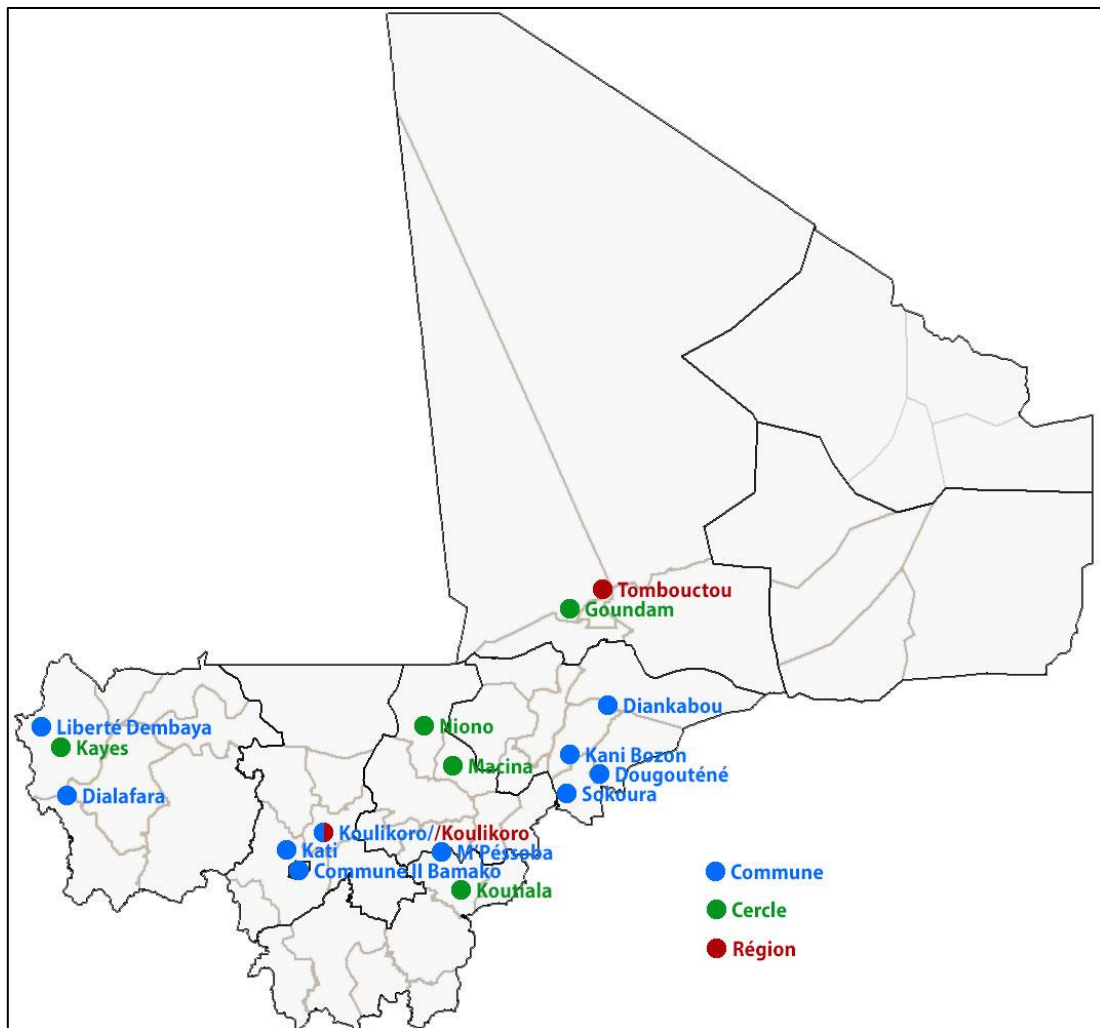 Tombouctou
Goundam
Diankabou
Liberté Dembaya
Niono
Kayes
Kani Bozon
Macina
Dougouténé
Dialafara
Sokoura
Koulikoro//Koulikoro
Kati
M'Péssoba
Commune II Bamako
Koutiala
Commune
Cercle
Région